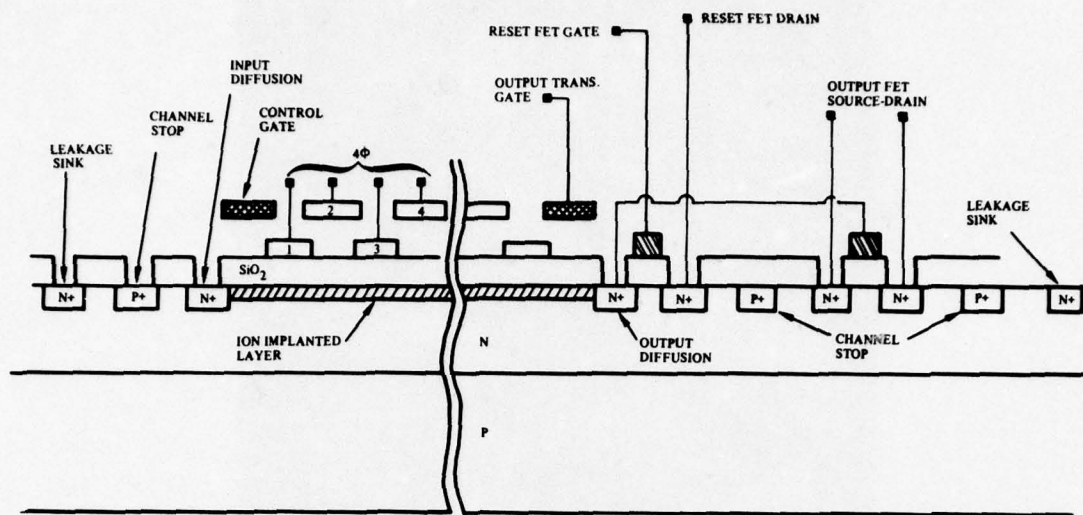 RESET FET DRAIN
RESET FET GATE
INPUT
DIFFUSION
OUTPUT TRANS.
GATE
OUTPUT FET
SOURCE-DRAIN
CHANNEL
STOP
CONTROL
GATE
LEAKAGE
SINK
4Φ
2
4
LEAKAGE
SINK
1
3
SiO2
N+
P+
N+
N+
N+
P+
N+
N+
P+
N+
ION IMPLANTED
LAYER
N
OUTPUT
DIFFUSION
CHANNEL
STOP
P